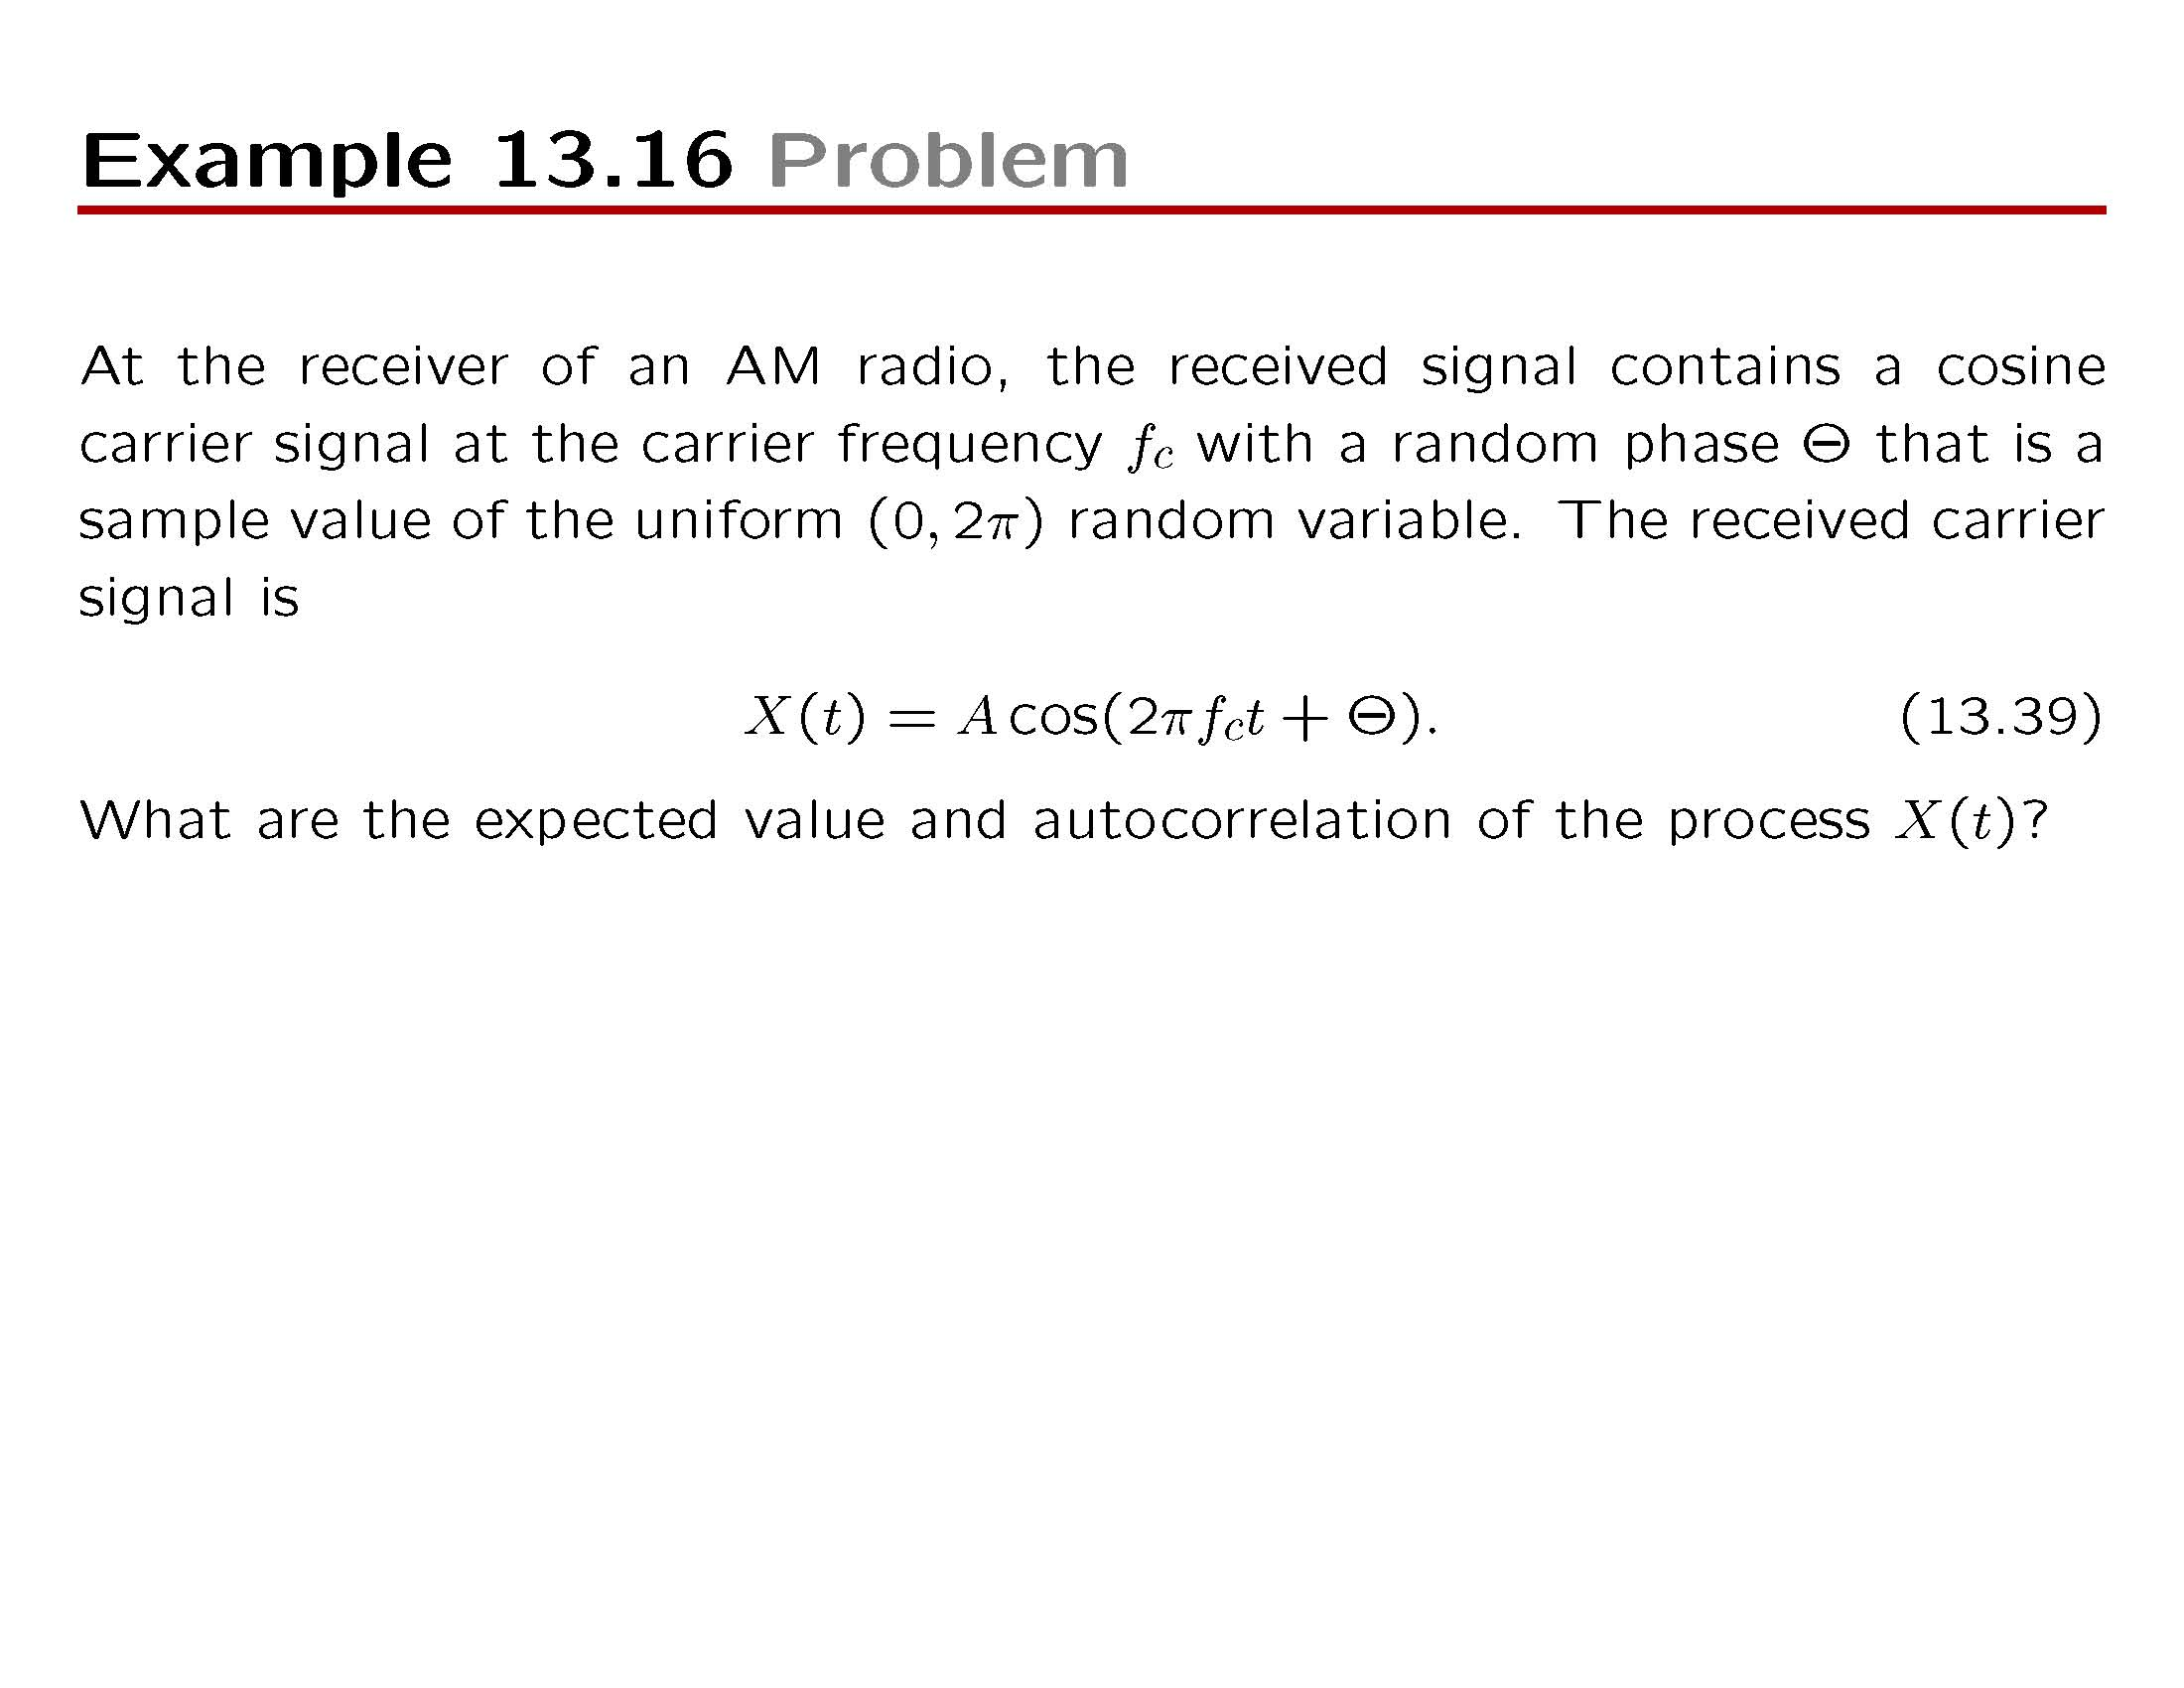 Example 13.16 Problem
At the receiver of an AM radio, the received signal contains a cosine
carrier signal at the carrier frequency f_c with a random phase Θ that is a
sample value of the uniform (0, 2π) random variable. The received carrier
signal is
X(t) = A cos(2πf_c t + Θ). (13.39)
What are the expected value and autocorrelation of the process X(t)?